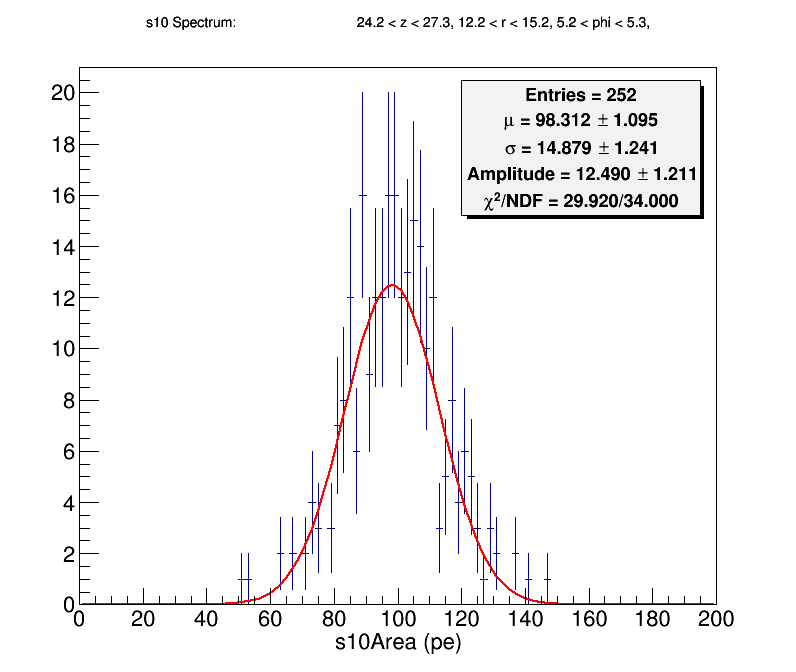 s10 Spectrum: 24.2 < z < 27.3, 12.2 < r < 15.2, 5.2 < phi < 5.3,
Entries = 252
μ = 98.312 ± 1.095
σ = 14.879 ± 1.241
Amplitude = 12.490 ± 1.211
χ²/NDF = 29.920/34.000
20
18
16
14
12
10
8
6
4
2
0
0 20 40 60 80 100 120 140 160 180 200
s10Area (pe)